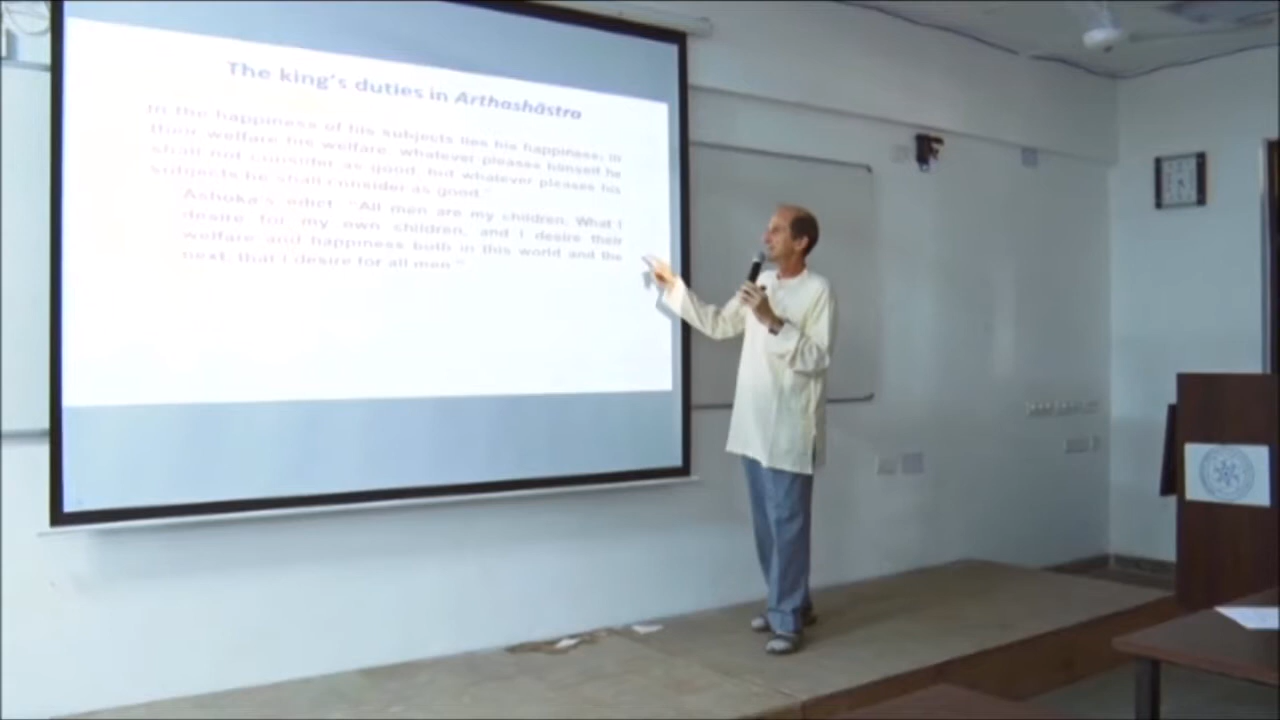 The king's duties in Arthashāstra
In the happiness of his subjects lies his happiness; in
their welfare his welfare. whatever pleases himself he
shall not consider as good, but whatever pleases his
subjects he shall consider as good."
Ashoka's edict: "All men are my children. What I
desire for my own children, and I desire their
welfare and happiness both in this world and the
next, that I desire for all men."